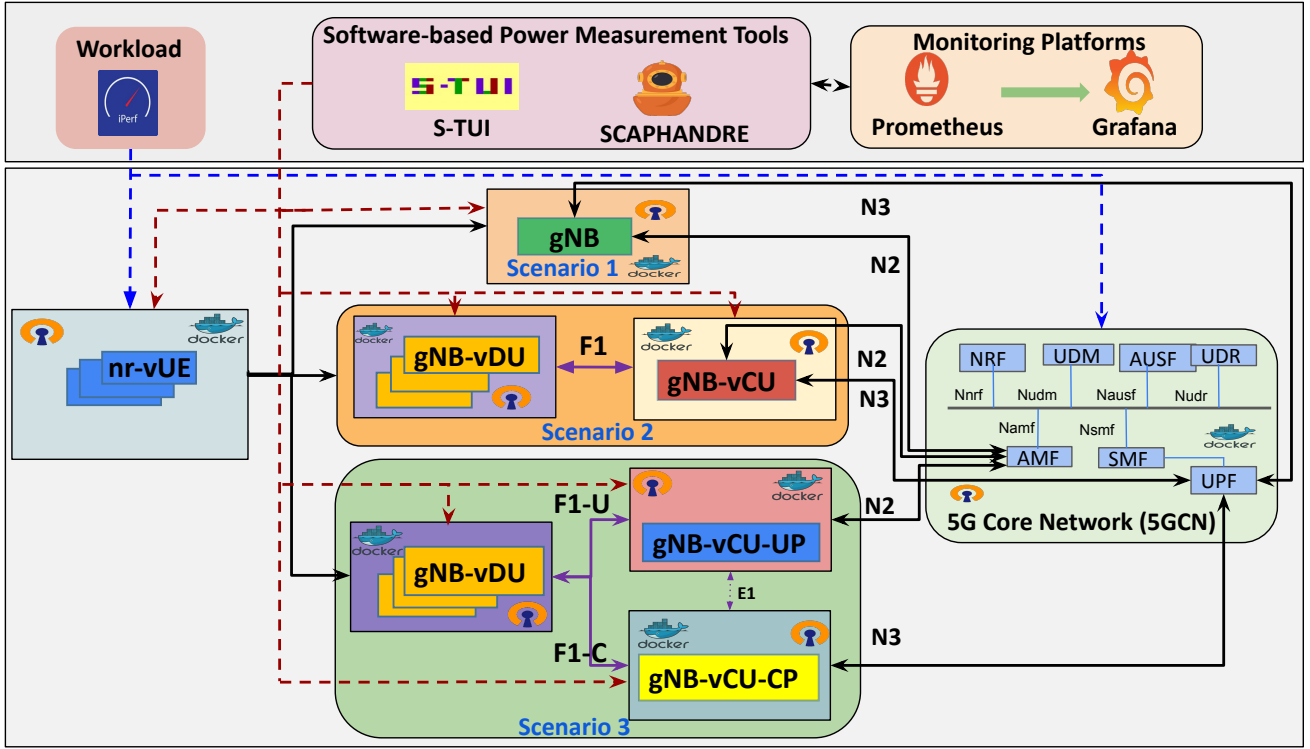 Workload
iPerf
Software-based Power Measurement Tools
S-TUI
S-TUI
SCAPHANDRE
Monitoring Platforms
Prometheus
Grafana
N3
gNB
Scenario 1
docker
N2
docker
nr-vUE
docker
gNB-vDU
F1
docker
gNB-vCU
Scenario 2
N2
N3
NRF
UDM
AUSF
UDR
Nnrf
Nudm
Nausf
Nudr
Namf
Nsmf
docker
AMF
SMF
UPF
5G Core Network (5GCN)
docker
gNB-vDU
F1-U
docker
gNB-vCU-UP
N2
E1
F1-C
docker
gNB-vCU-CP
N3
Scenario 3